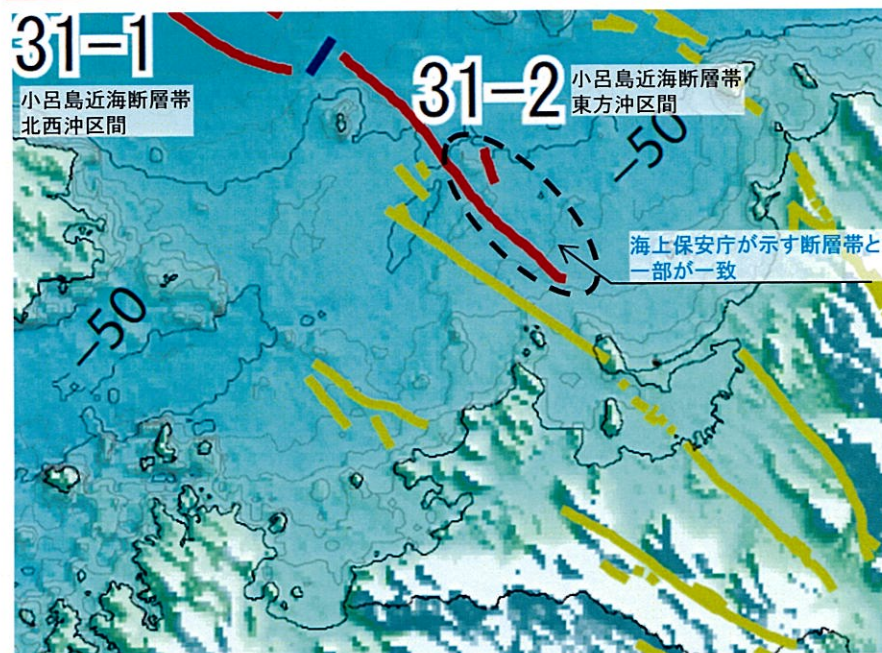 31-1
小呂島近海断層帯
北西沖区間
31-2
小呂島近海断層帯
東方沖区間
-50
海上保安庁が示す断層帯と
一部が一致
-50